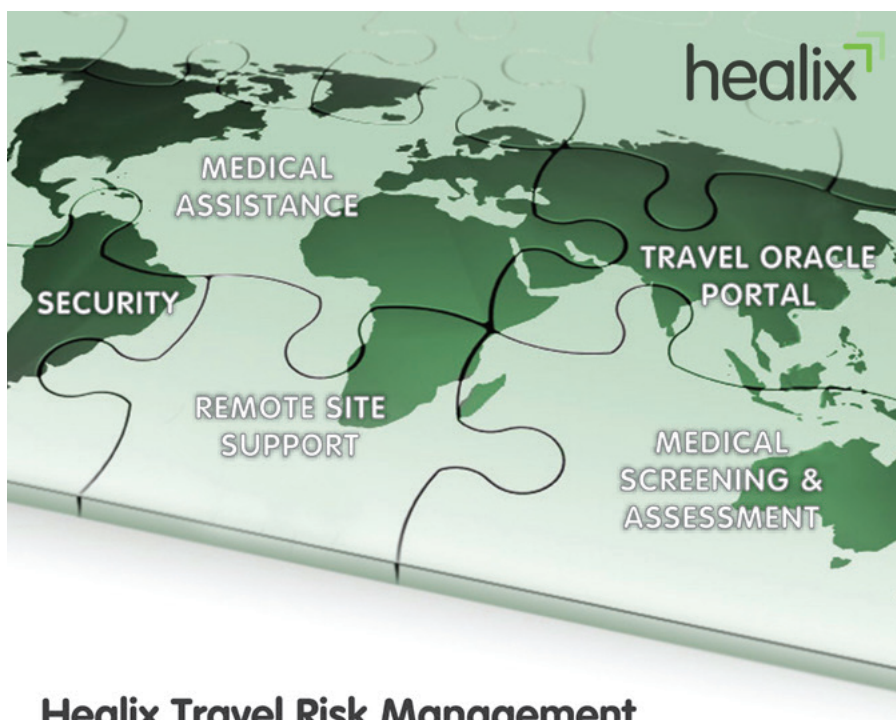 healix
MEDICAL
ASSISTANCE
TRAVEL ORACLE
PORTAL
SECURITY
REMOTE SITE
SUPPORT
MEDICAL
SCREENING &
ASSESSMENT
Healix Travel Risk Management